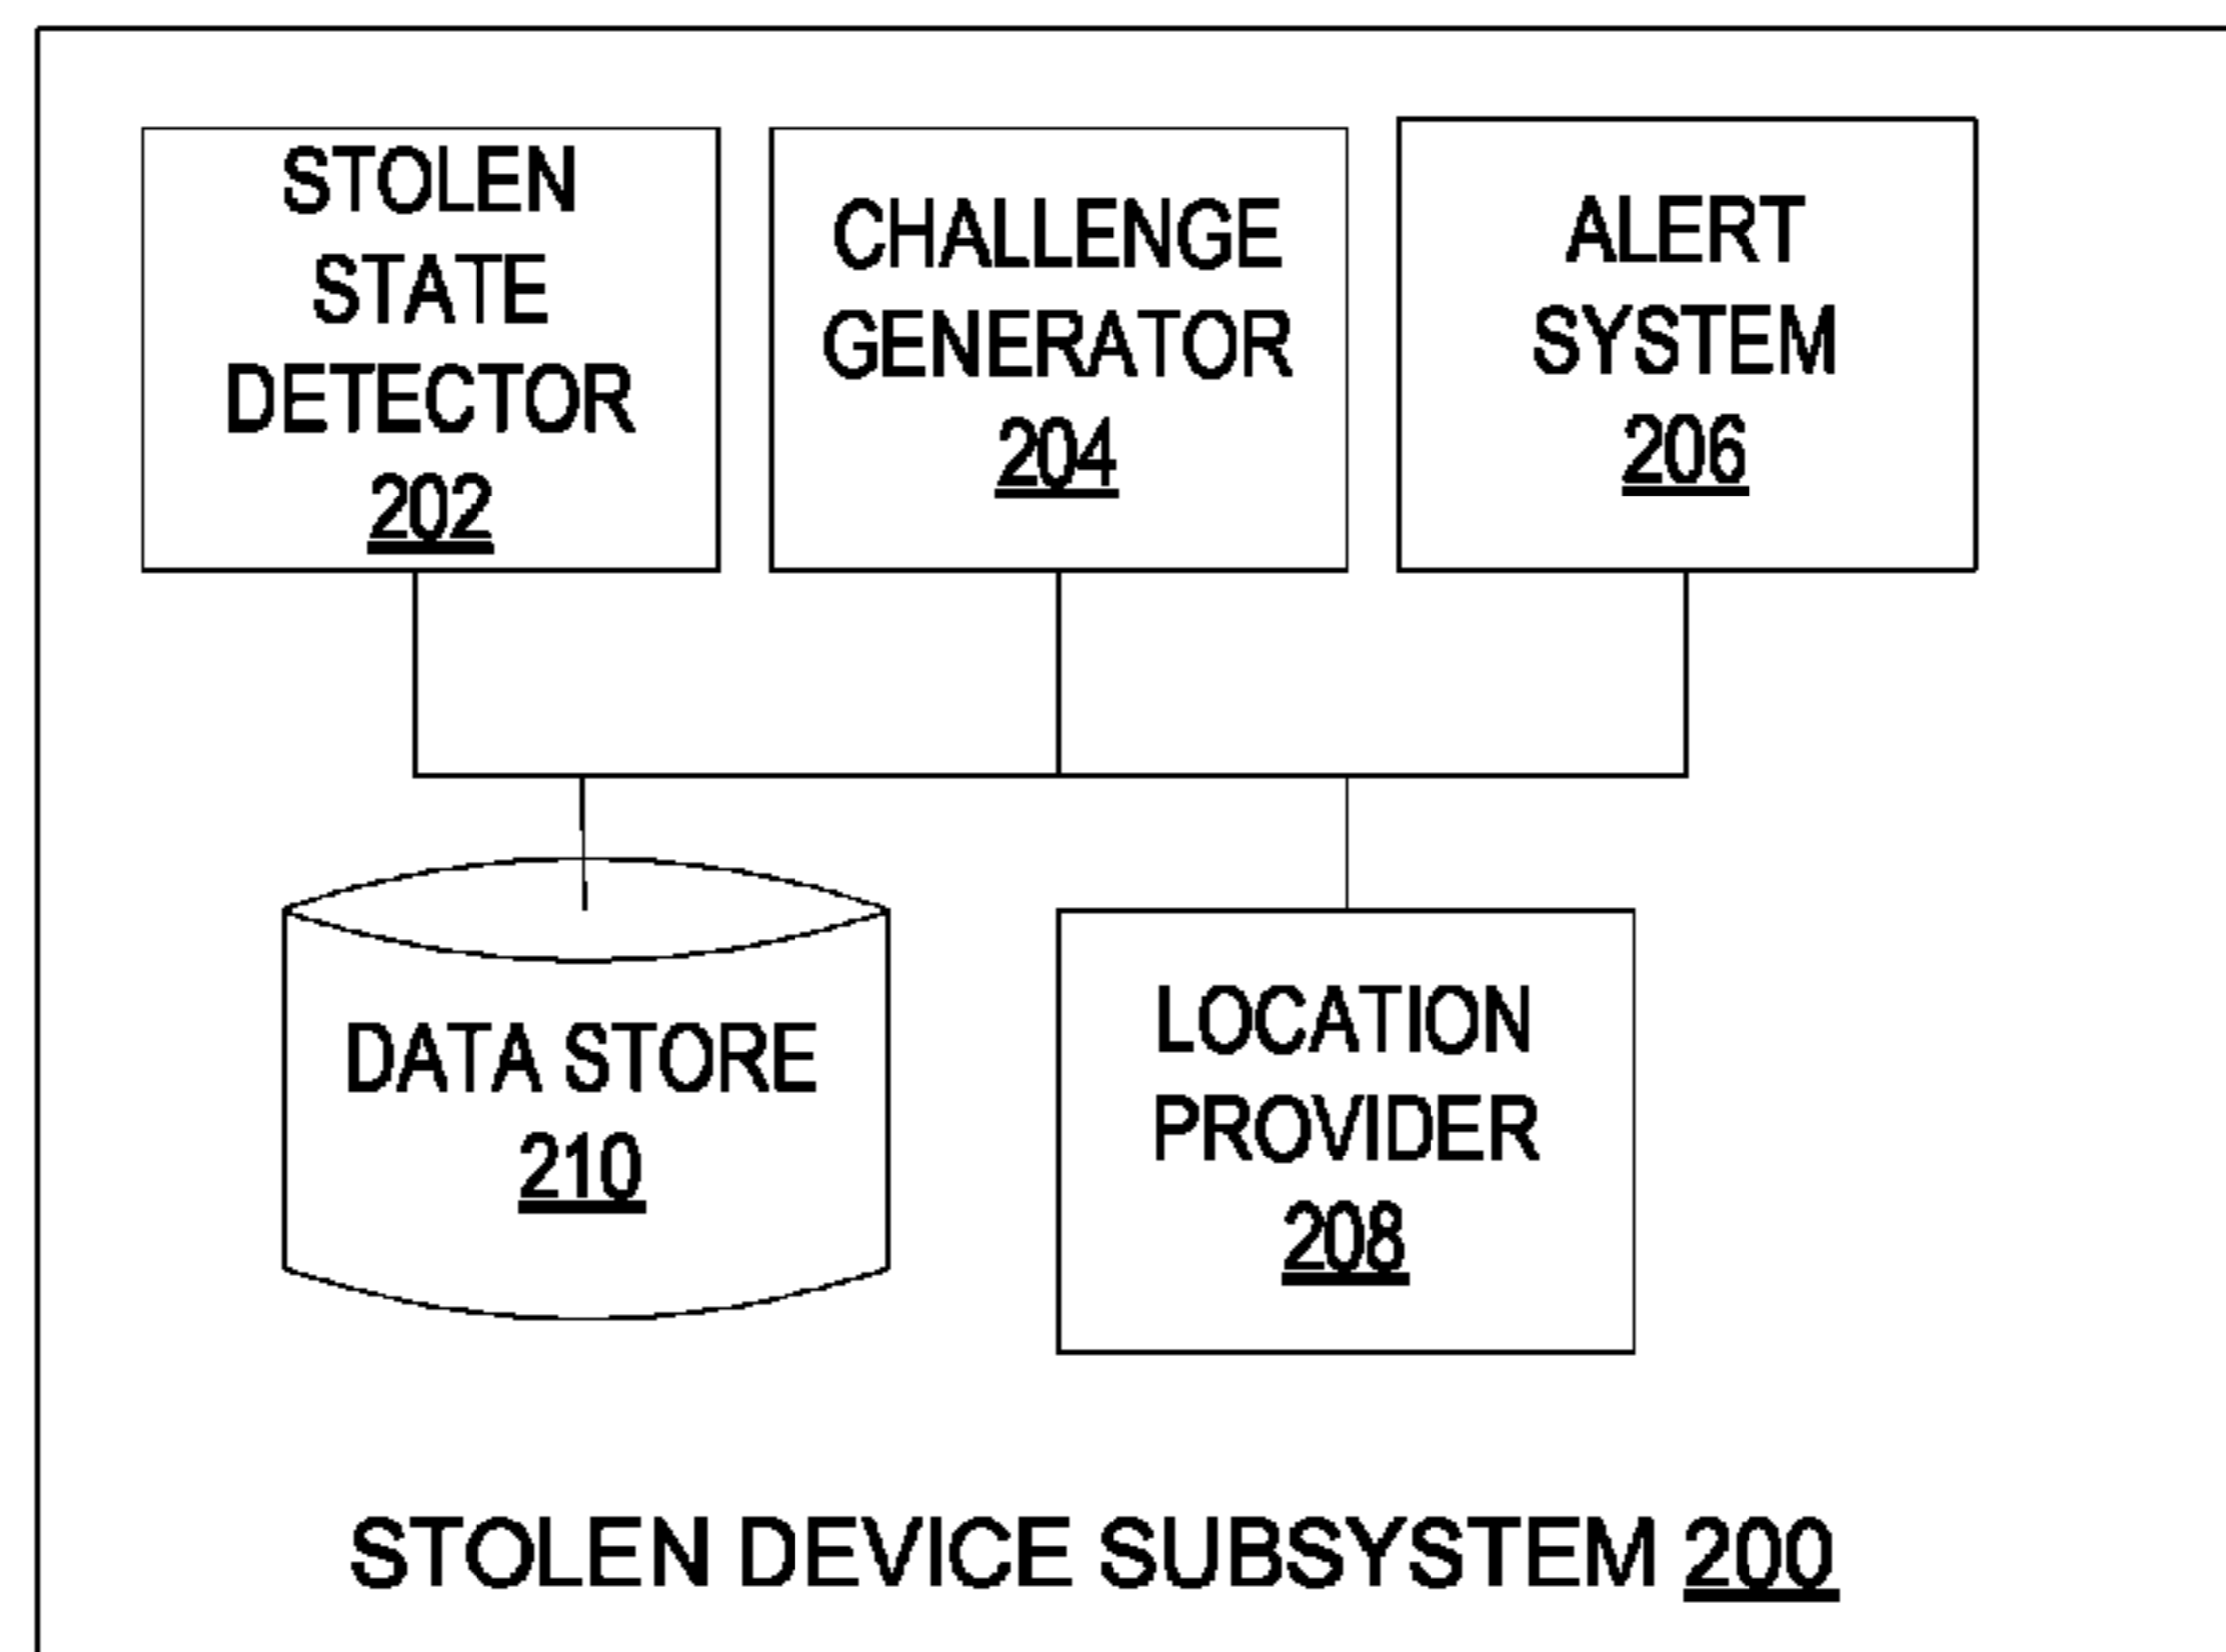 STOLEN
STATE
DETECTOR
202
CHALLENGE
GENERATOR
204
ALERT
SYSTEM
206
DATA STORE
210
LOCATION
PROVIDER
208
STOLEN DEVICE SUBSYSTEM 200